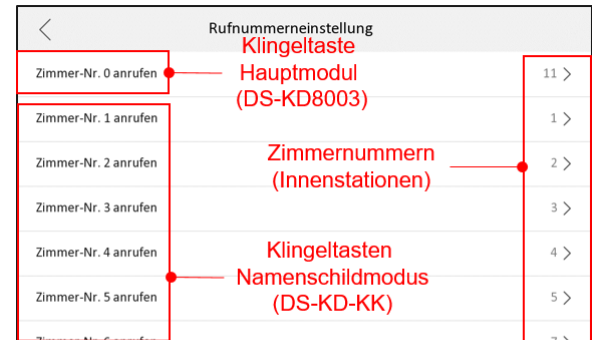 Rufnummerneinstellung
Klingeltaste
Hauptmodul
(DS-KD8003)
Zimmer-Nr. 0 anrufen 11
Zimmer-Nr. 1 anrufen 1
Zimmernummern
(Innenstationen)
Zimmer-Nr. 2 anrufen 2
Zimmer-Nr. 3 anrufen 3
Klingeltasten
Namenschildmodus
(DS-KD-KK)
Zimmer-Nr. 4 anrufen 4
Zimmer-Nr. 5 anrufen 5